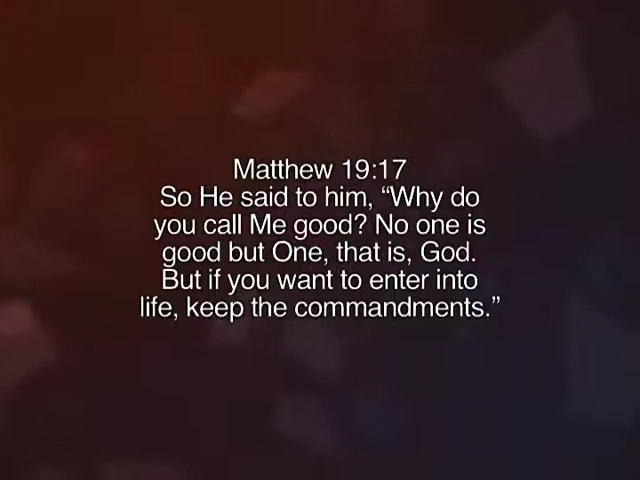 Matthew 19:17
So He said to him, “Why do
you call Me good? No one is
good but One, that is, God.
But if you want to enter into
life, keep the commandments.”